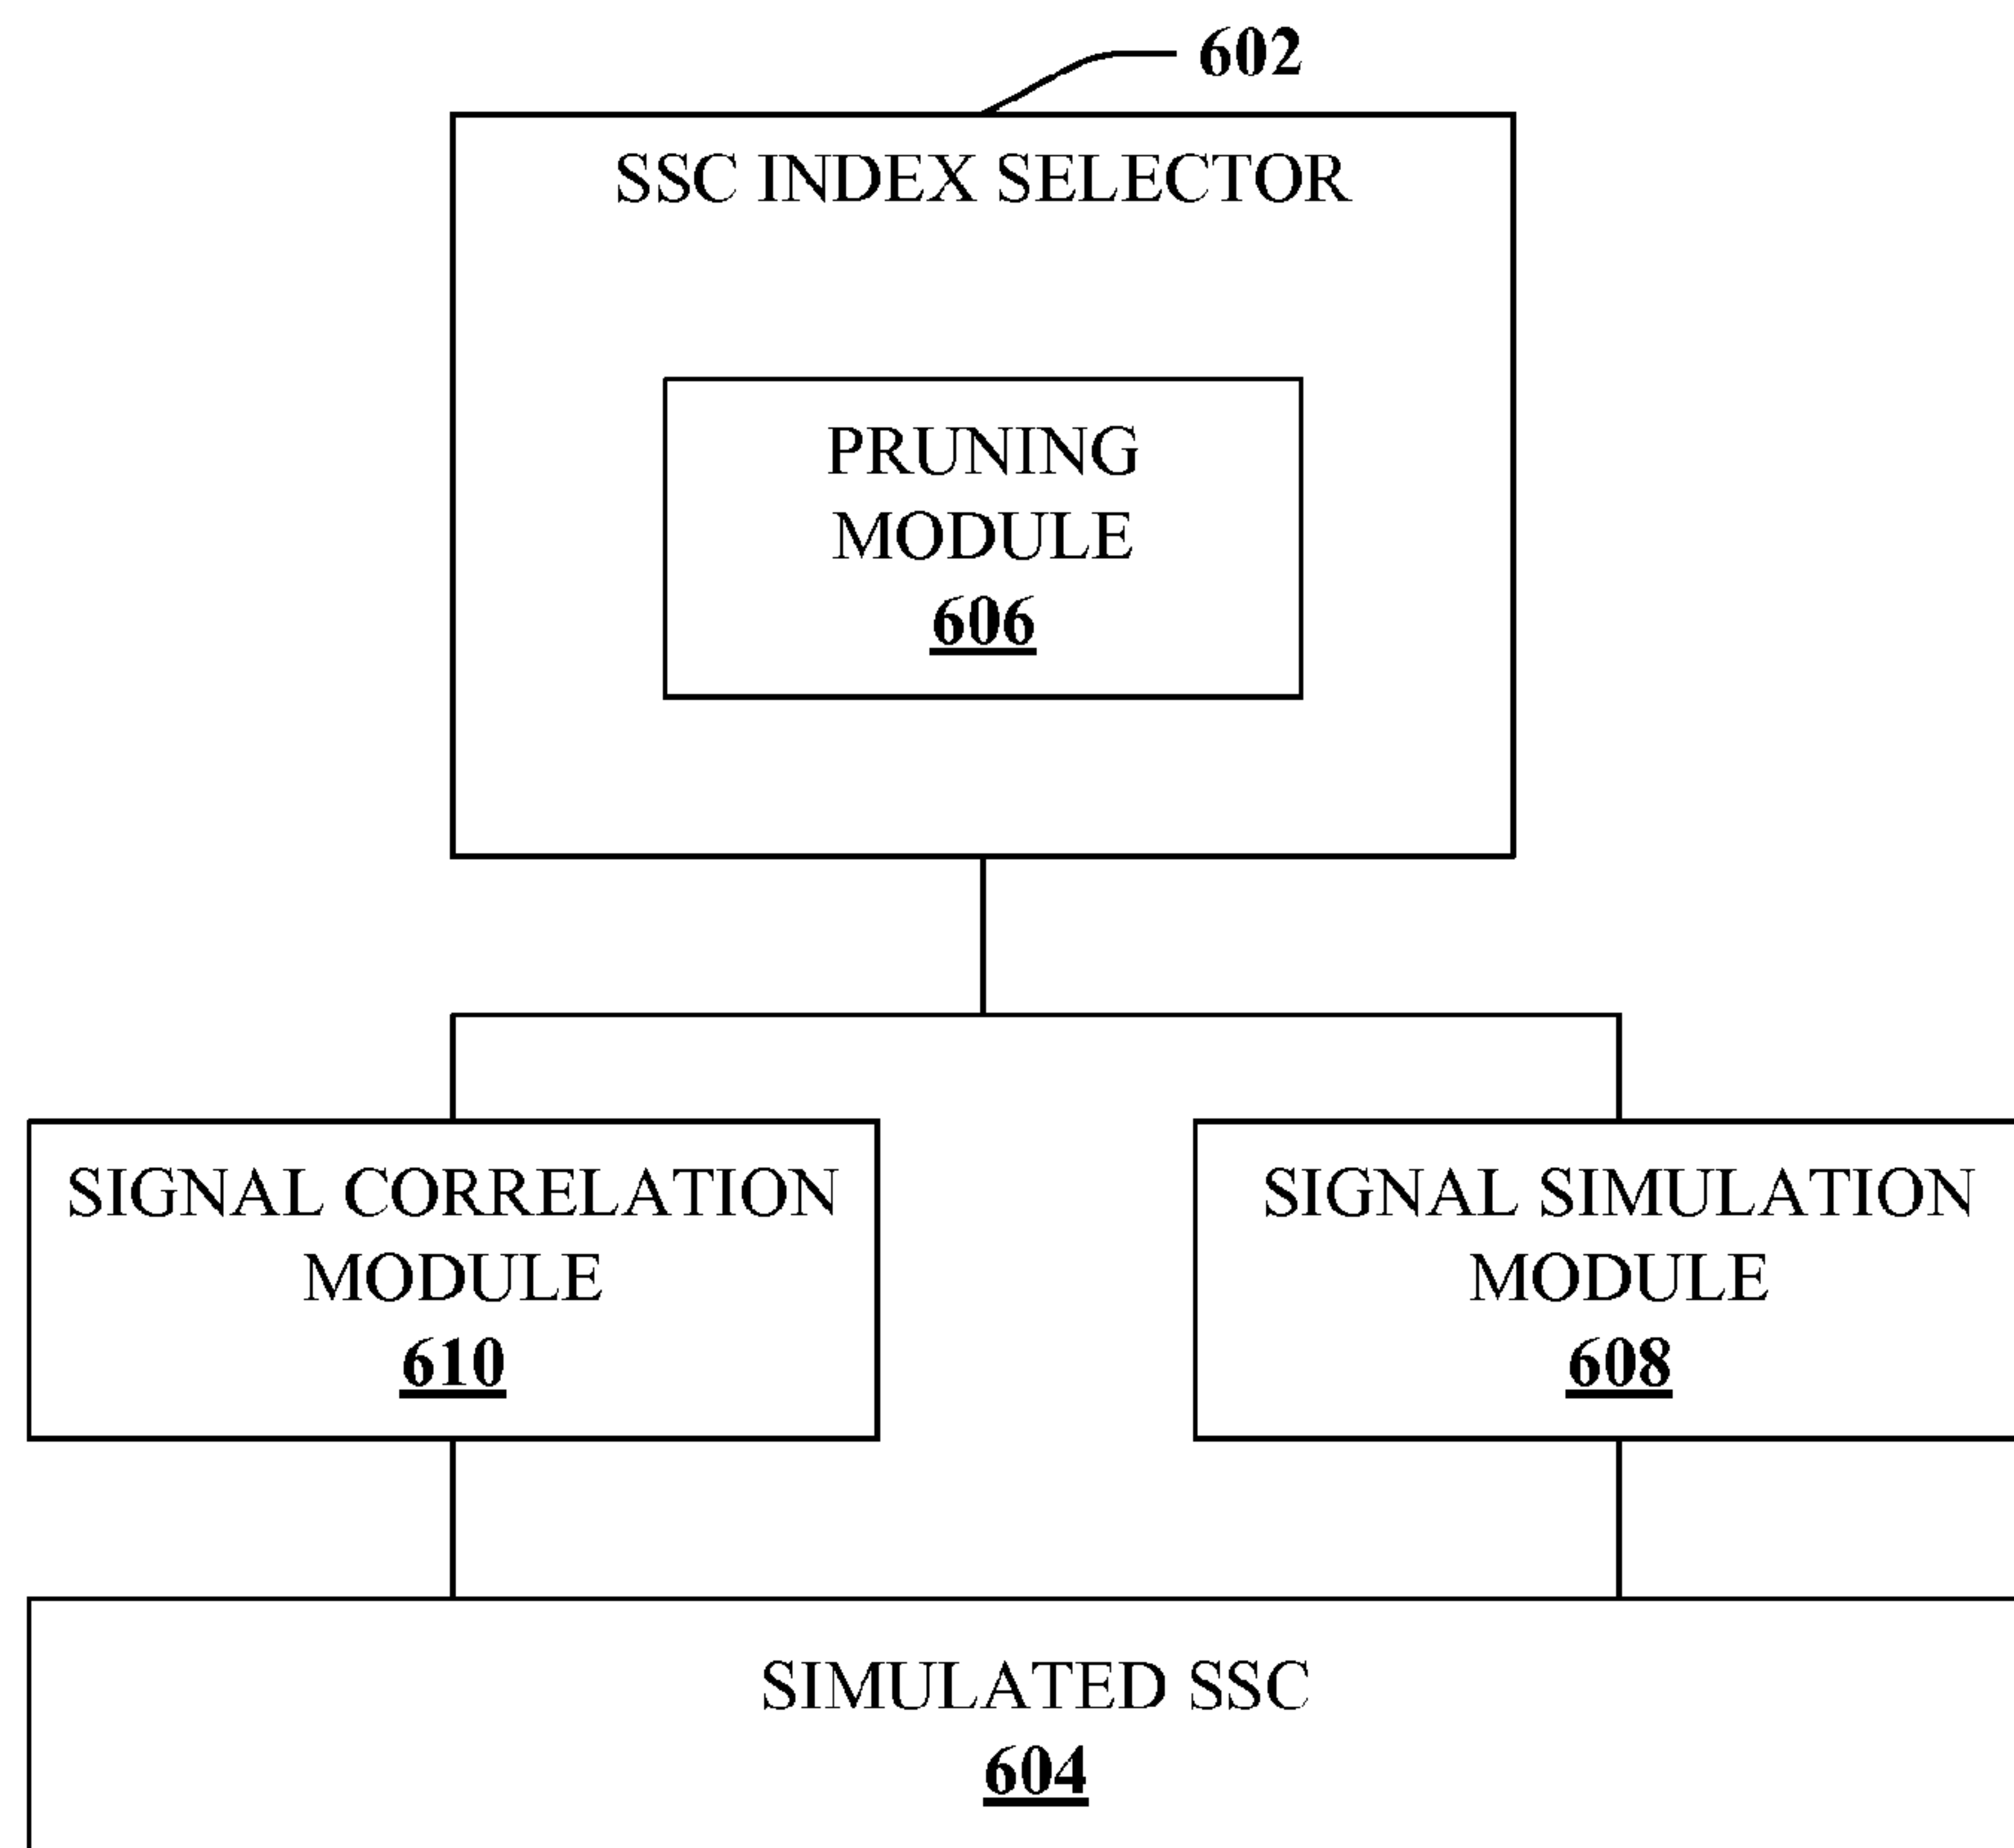 602
SSC INDEX SELECTOR
PRUNING
MODULE
606
SIGNAL CORRELATION
MODULE
610
SIGNAL SIMULATION
MODULE
608
SIMULATED SSC
604